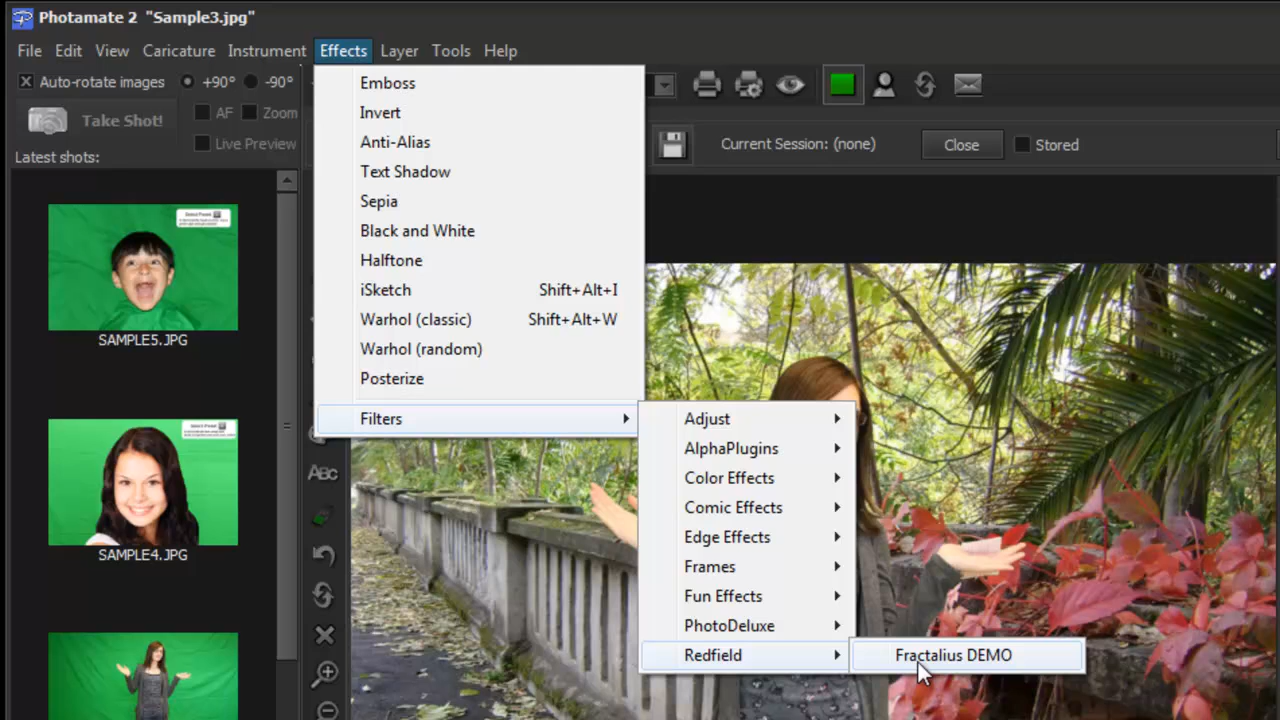 Photamate 2 "Sample3.jpg"
File Edit View Caricature Instrument Effects Layer Tools Help
Auto-rotate images +90° -90°
Take Shot!
AF Zoom
Live Preview
Latest shots:
SAMPLE5.JPG
SAMPLE4.JPG
Emboss
Invert
Anti-Alias
Text Shadow
Sepia
Black and White
Halftone
iSketch Shift+Alt+I
Warhol (classic) Shift+Alt+W
Warhol (random)
Posterize
Filters
Current Session: (none) Close Stored
ABC
Adjust
AlphaPlugins
Color Effects
Comic Effects
Edge Effects
Frames
Fun Effects
PhotoDeluxe
Redfield
Fractalius DEMO